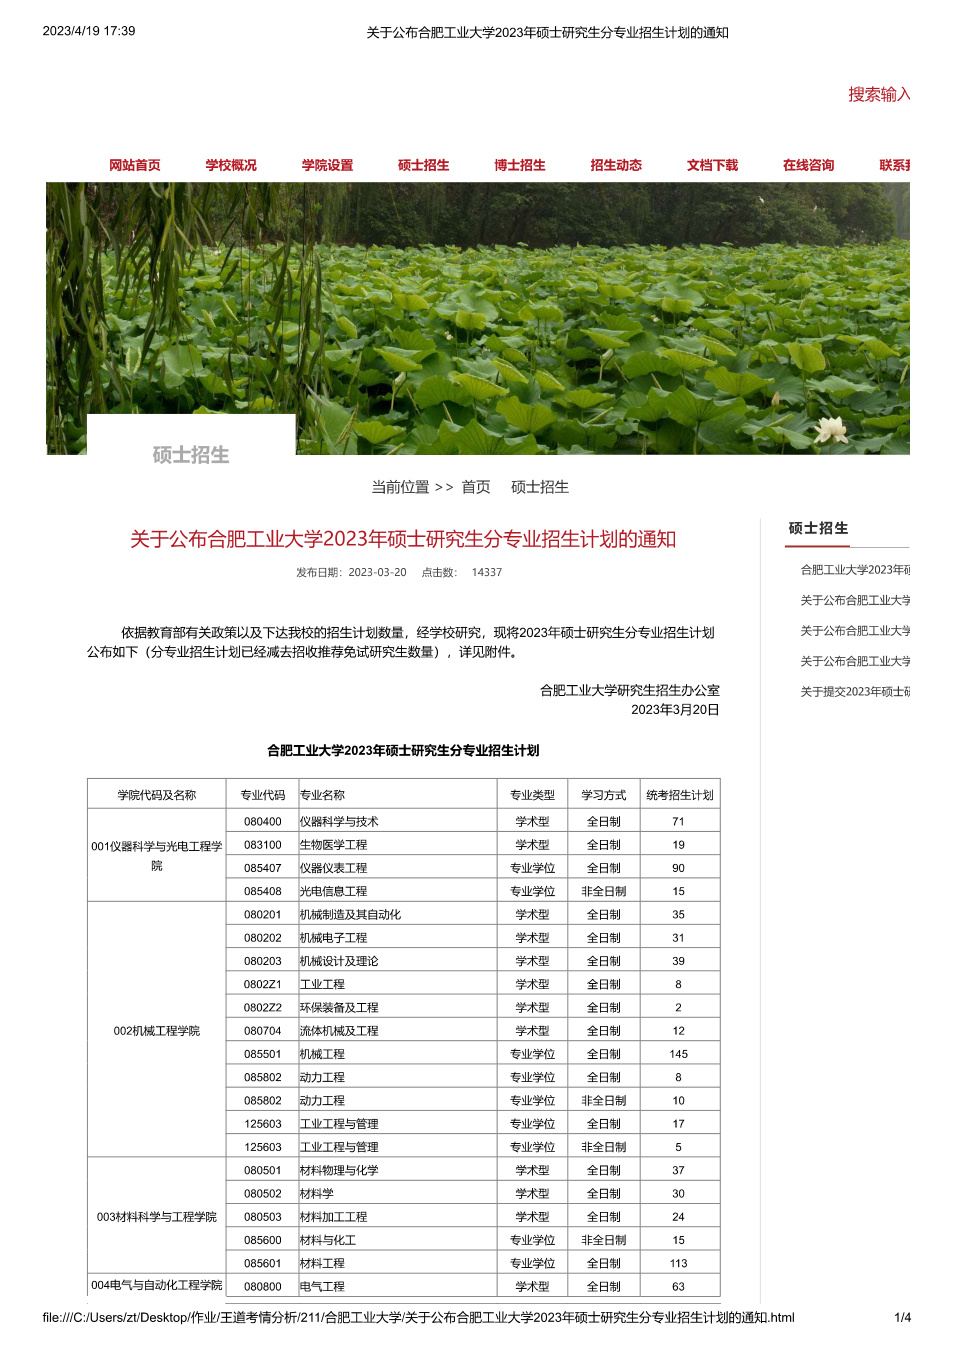 2023/4/19 17:39 关于公布合肥工业大学2023年硕士研究生分专业招生计划的通知
搜索输入
网站首页 学校概况 学院设置 硕士招生 博士招生 招生动态 文档下载 在线咨询 联系
硕士招生
当前位置 >> 首页 硕士招生
关于公布合肥工业大学2023年硕士研究生分专业招生计划的通知
发布日期：2023-03-20 点击数： 14337
依据教育部有关政策以及下达我校的招生计划数量，经学校研究，现将2023年硕士研究生分专业招生计划
公布如下（分专业招生计划已经减去招收推荐免试研究生数量），详见附件。
合肥工业大学研究生招生办公室
2023年3月20日
硕士招生
合肥工业大学2023年
关于公布合肥工业大学
关于公布合肥工业大学
关于公布合肥工业大学
关于提交2023年硕士
合肥工业大学2023年硕士研究生分专业招生计划
学院代码及名称 专业代码 专业名称 专业类型 学习方式 统考招生计划
001仪器科学与光电工程学
院
080400 仪器科学与技术 学术型 全日制 71
083100 生物医学工程 学术型 全日制 19
085407 仪器仪表工程 专业学位 全日制 90
085408 光电信息工程 专业学位 非全日制 15
002机械工程学院
080201 机械制造及其自动化 学术型 全日制 35
080202 机械电子工程 学术型 全日制 31
080203 机械设计及理论 学术型 全日制 39
0802Z1 工业工程 学术型 全日制 8
0802Z2 环保装备及工程 学术型 全日制 2
080704 流体机械及工程 学术型 全日制 12
085501 机械工程 专业学位 全日制 145
085802 动力工程 专业学位 全日制 8
085802 动力工程 专业学位 非全日制 10
125603 工业工程与管理 专业学位 全日制 17
125603 工业工程与管理 专业学位 非全日制 5
003材料科学与工程学院
080501 材料物理与化学 学术型 全日制 37
080502 材料学 学术型 全日制 30
080503 材料加工工程 学术型 全日制 24
085600 材料与化工 专业学位 非全日制 15
085601 材料工程 专业学位 全日制 113
004电气与自动化工程学院 080800 电气工程 学术型 全日制 63
file:///C:/Users/zt/Desktop/作业/王道考情分析/211/合肥工业大学/关于公布合肥工业大学2023年硕士研究生分专业招生计划的通知.html 1/4